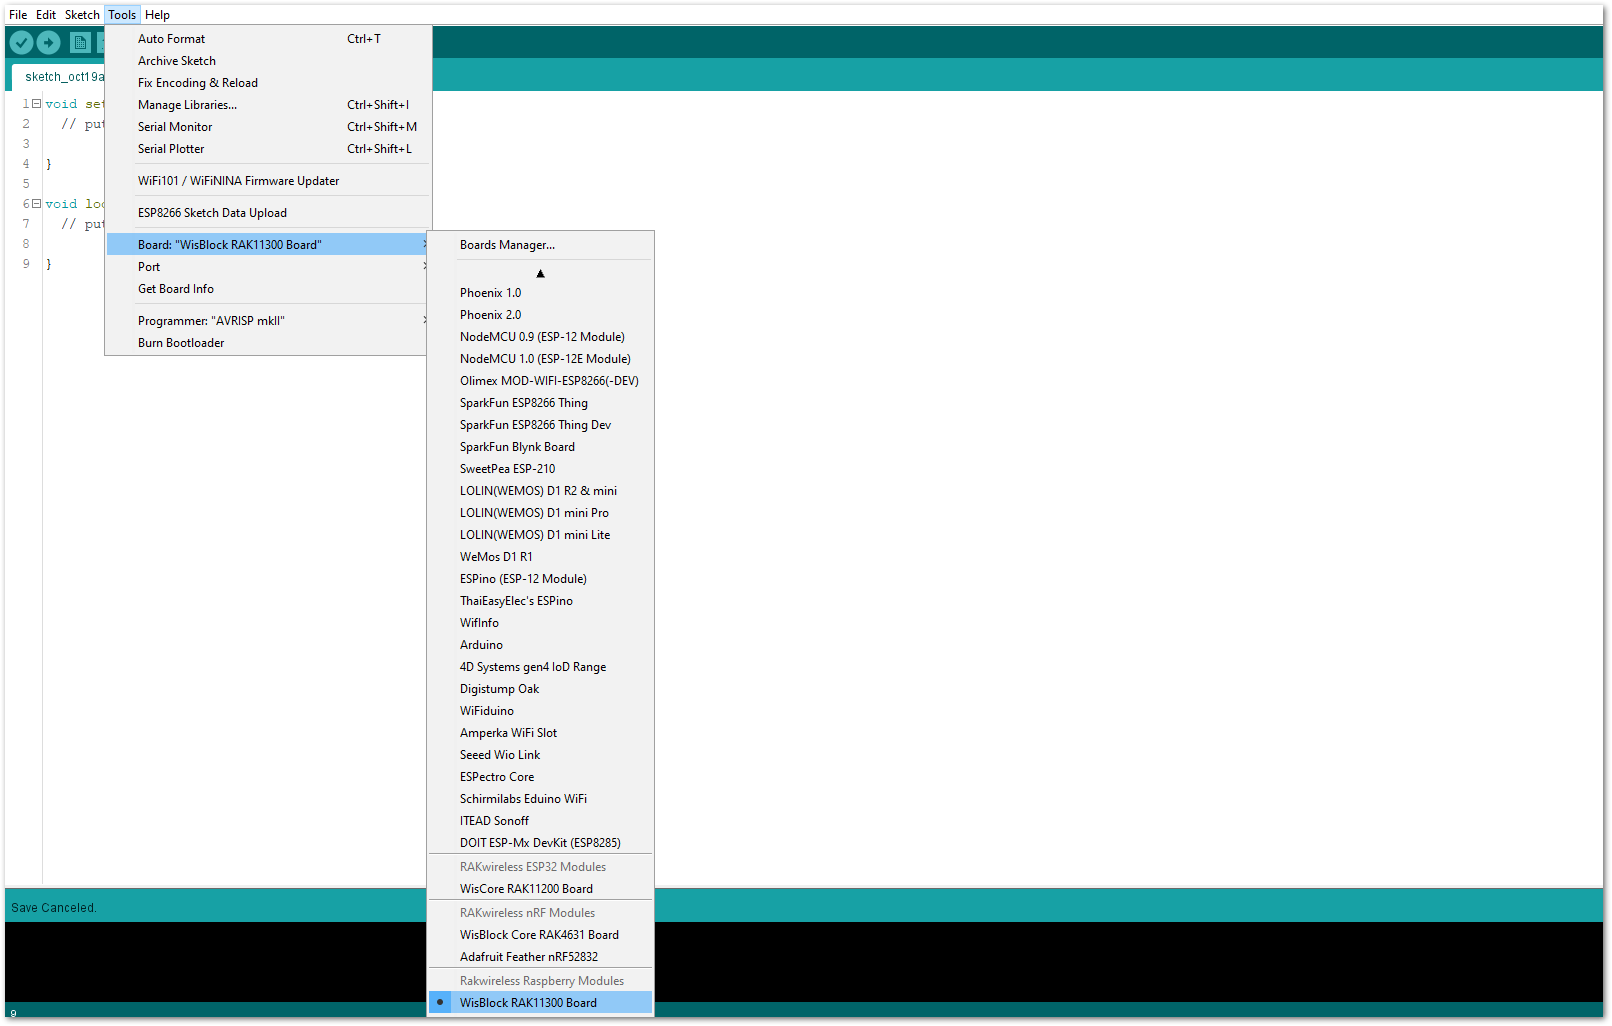 File Edit Sketch Tools Help
sketch_oct19a
Auto Format Ctrl+T
Archive Sketch
Fix Encoding & Reload
Manage Libraries... Ctrl+Shift+I
Serial Monitor Ctrl+Shift+M
Serial Plotter Ctrl+Shift+L
WiFi101 / WiFiNINA Firmware Updater
ESP8266 Sketch Data Upload
Board: "WisBlock RAK11300 Board"
Port
Get Board Info
Programmer: "AVRISP mkII"
Burn Bootloader
1 void set
2 // put
3
4 }
5
6 void loo
7 // put
8
9 }
Boards Manager...
Phoenix 1.0
Phoenix 2.0
NodeMCU 0.9 (ESP-12 Module)
NodeMCU 1.0 (ESP-12E Module)
Olimex MOD-WIFI-ESP8266(-DEV)
SparkFun ESP8266 Thing
SparkFun ESP8266 Thing Dev
SparkFun Blynk Board
SweetPea ESP-210
LOLIN(WEMOS) D1 R2 & mini
LOLIN(WEMOS) D1 mini Pro
LOLIN(WEMOS) D1 mini Lite
WeMos D1 R1
ESPino (ESP-12 Module)
ThaiEasyElec's ESPino
WifInfo
Arduino
4D Systems gen4 IoD Range
Digistump Oak
WiFiduino
Amperka WiFi Slot
Seeed Wio Link
ESPectro Core
Schirmilabs Eduino WiFi
ITEAD Sonoff
DOIT ESP-Mx DevKit (ESP8285)
RAKwireless ESP32 Modules
WisCore RAK11200 Board
RAKwireless nRF Modules
WisBlock Core RAK4631 Board
Adafruit Feather nRF52832
Rakwireless Raspberry Modules
WisBlock RAK11300 Board
Save Canceled.
9